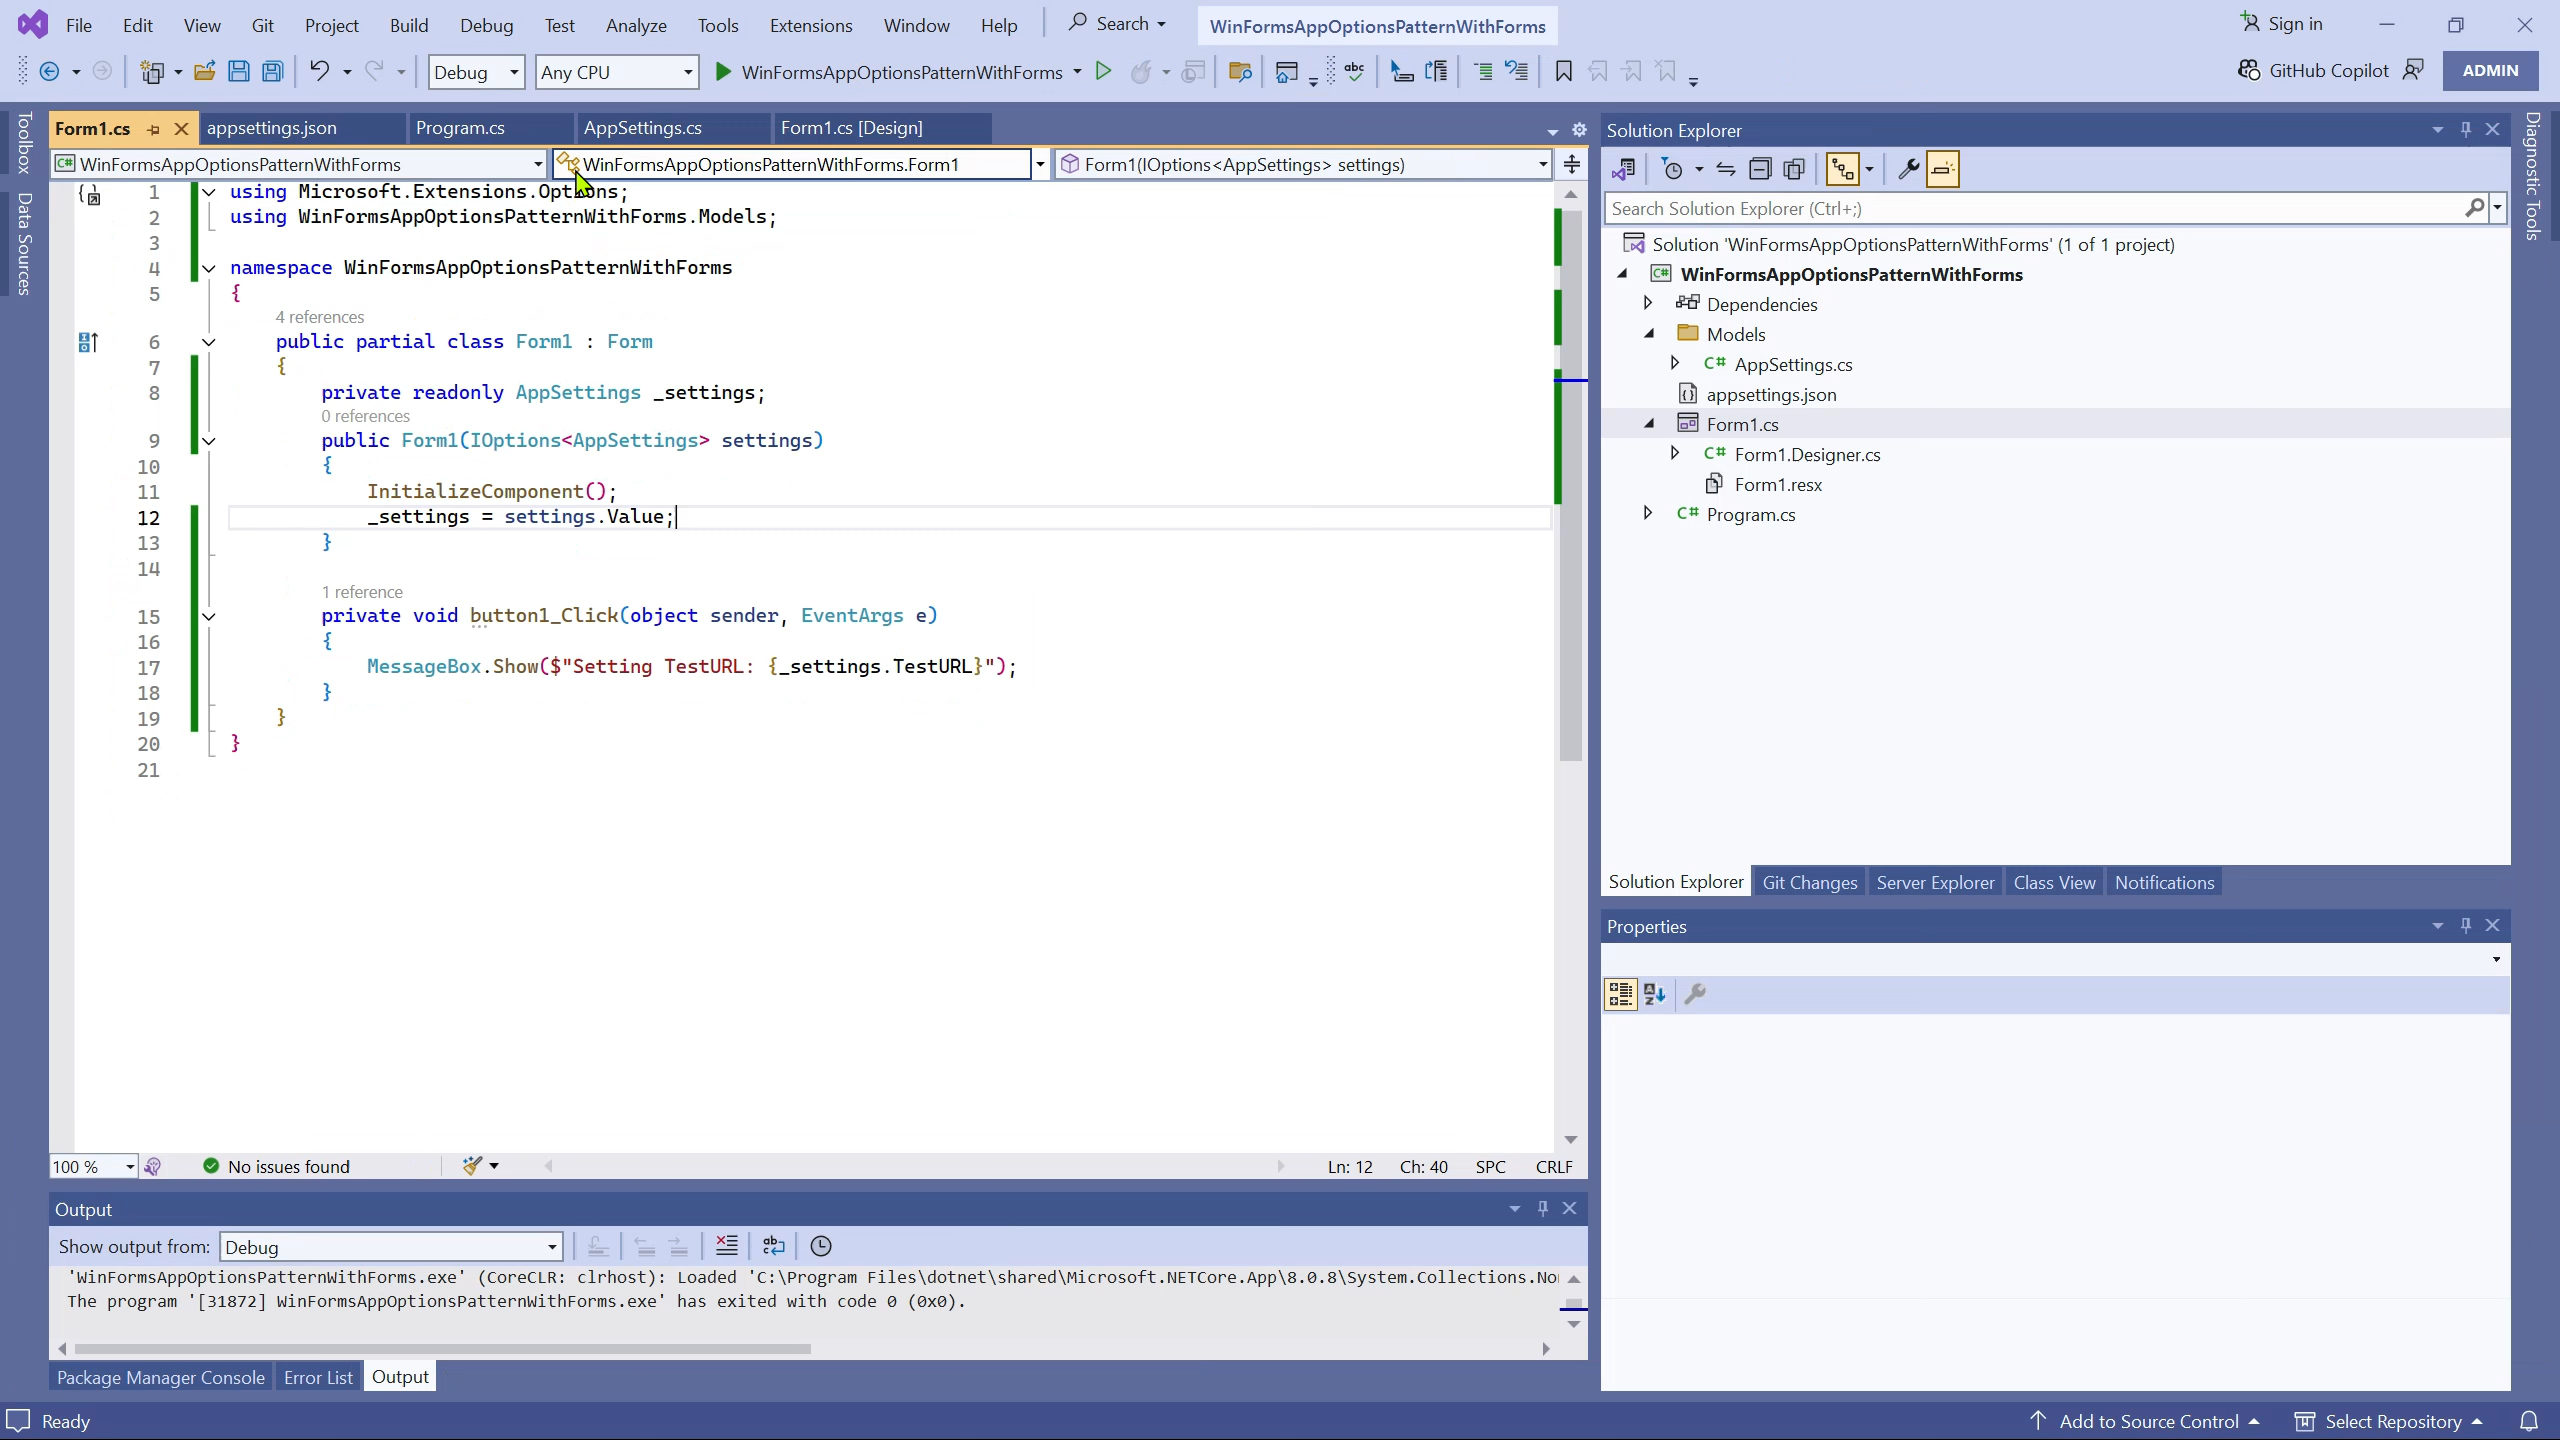 File Edit View Git Project Build Debug Test Analyze Tools Extensions Window Help Search WinFormsAppOptionsPatternWithForms Sign in
Debug Any CPU WinFormsAppOptionsPatternWithForms GitHub Copilot ADMIN
Toolbox
Data Sources
Form1.cs appsettings.json Program.cs AppSettings.cs Form1.cs [Design]
WinFormsAppOptionsPatternWithForms WinFormsAppOptionsPatternWithForms.Form1 Form1(IOptions<AppSettings> settings)
1 using Microsoft.Extensions.Options;
2 using WinFormsAppOptionsPatternWithForms.Models;
3
4 namespace WinFormsAppOptionsPatternWithForms
5 {
4 references
6 public partial class Form1 : Form
7 {
8 private readonly AppSettings _settings;
0 references
9 public Form1(IOptions<AppSettings> settings)
10 {
11 InitializeComponent();
12 _settings = settings.Value;
13 }
14
1 reference
15 private void button1_Click(object sender, EventArgs e)
16 {
17 MessageBox.Show($"Setting TestURL: {_settings.TestURL}");
18 }
19 }
20 }
21
100 % No issues found Ln: 12 Ch: 40 SPC CRLF
Output
Show output from: Debug
'WinFormsAppOptionsPatternWithForms.exe' (CoreCLR: clrhost): Loaded 'C:\Program Files\dotnet\shared\Microsoft.NETCore.App\8.0.8\System.Collections.No
The program '[31872] WinFormsAppOptionsPatternWithForms.exe' has exited with code 0 (0x0).
Package Manager Console Error List Output
Solution Explorer
Search Solution Explorer (Ctrl+;)
Solution 'WinFormsAppOptionsPatternWithForms' (1 of 1 project)
WinFormsAppOptionsPatternWithForms
Dependencies
Models
C# AppSettings.cs
appsettings.json
Form1.cs
C# Form1.Designer.cs
Form1.resx
C# Program.cs
Solution Explorer Git Changes Server Explorer Class View Notifications
Properties
Diagnostic Tools
Ready Add to Source Control Select Repository